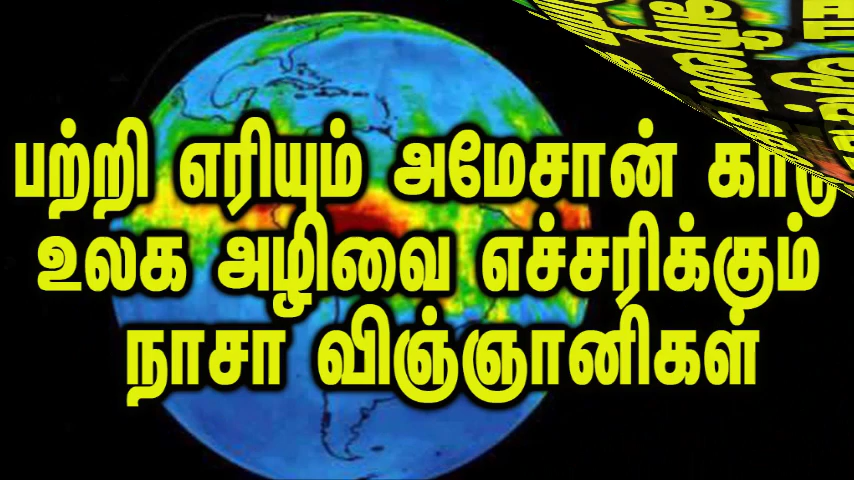 பற்றி எரியும் அமேசான் காடு
உலக அழிவை எச்சரிக்கும்
நாசா விஞ்ஞானிகள்